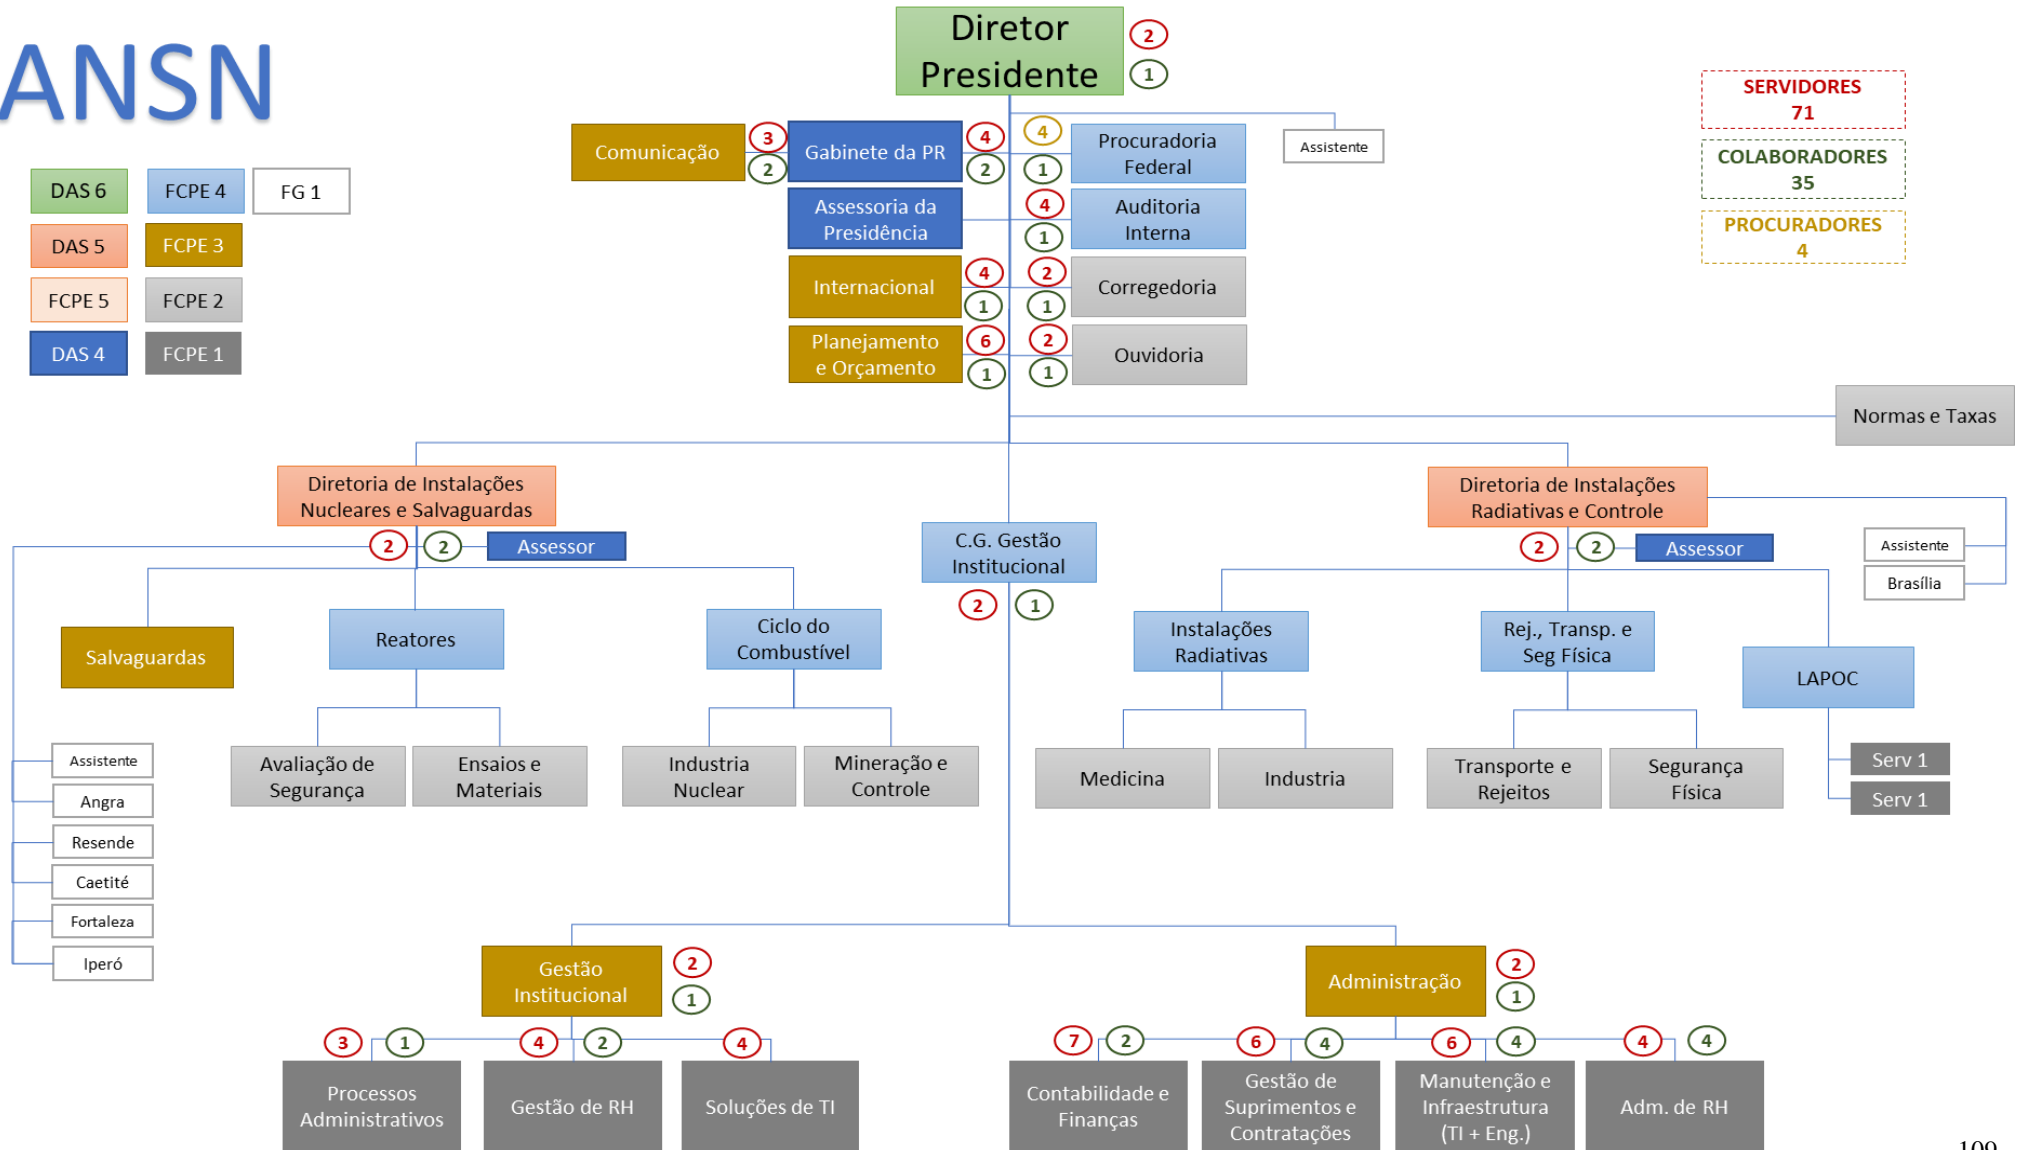 ANSN
Diretor
Presidente
2
1
SERVIDORES
71
COLABORADORES
35
PROCURADORES
4
DAS 6
FCPE 4
FG 1
DAS 5
FCPE 3
FCPE 5
FCPE 2
DAS 4
FCPE 1
Comunicação
3
2
Gabinete da PR
4
2
4
1
Procuradoria
Federal
Assistente
Assessoria da
Presidência
4
1
Auditoria
Interna
Internacional
4
1
2
1
Corregedoria
Planejamento
e Orçamento
6
1
2
1
Ouvidoria
Normas e Taxas
Diretoria de Instalações
Nucleares e Salvaguardas
2
2
Assessor
C.G. Gestão
Institucional
2
1
Diretoria de Instalações
Radiativas e Controle
2
2
Assessor
Assistente
Brasília
Salvaguardas
Reatores
Ciclo do
Combustível
Instalações
Radiativas
Rej., Transp. e
Seg Física
LAPOC
Avaliação de
Segurança
Ensaios e
Materiais
Industria
Nuclear
Mineração e
Controle
Medicina
Industria
Transporte e
Rejeitos
Segurança
Física
Serv 1
Serv 1
Assistente
Angra
Resende
Caetité
Fortaleza
Iperó
Gestão
Institucional
2
1
Administração
2
1
3
1
4
2
4
7
2
6
4
6
4
4
4
Processos
Administrativos
Gestão de RH
Soluções de TI
Contabilidade e
Finanças
Gestão de
Suprimentos e
Contratações
Manutenção e
Infraestrutura
(TI + Eng.)
Adm. de RH
109